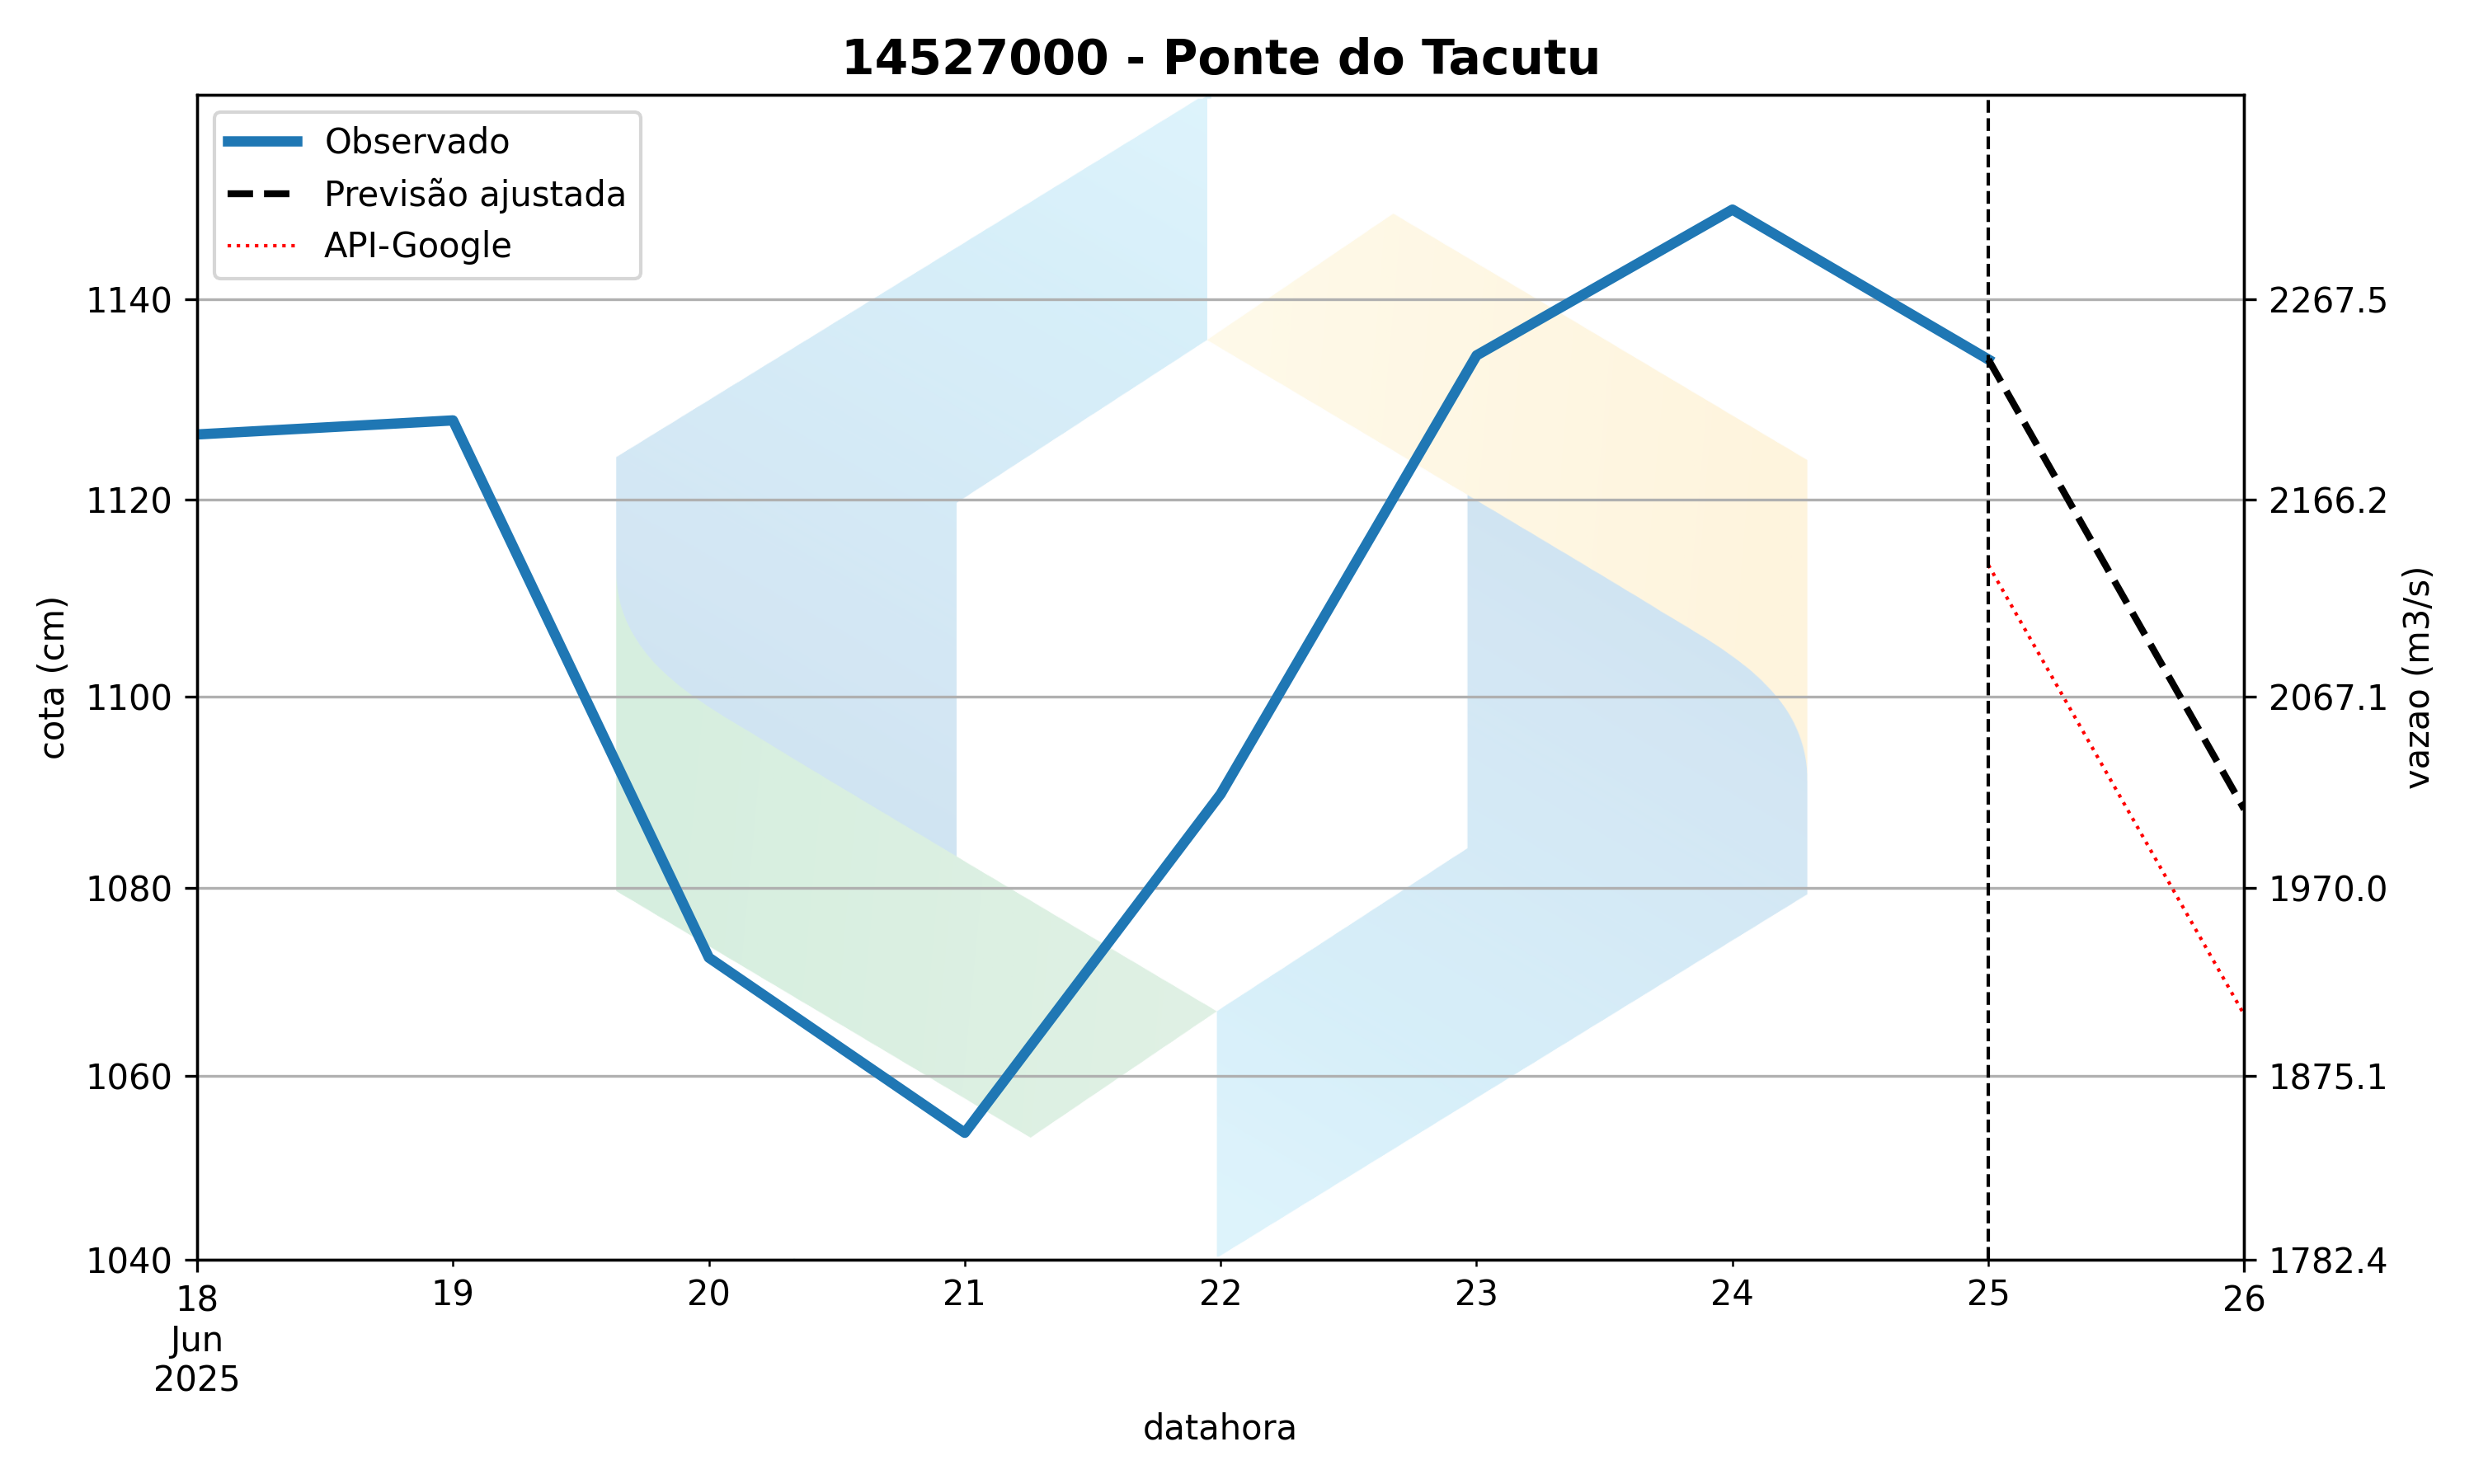 14527000 - Ponte do Tacutu
Observado
Previsão ajustada
API-Google
1140
1120
1100
1080
1060
1040
cota (cm)
2267.5
2166.2
2067.1
1970.0
1875.1
1782.4
vazao (m3/s)
18 19 20 21 22 23 24 25 26
Jun
2025
datahora